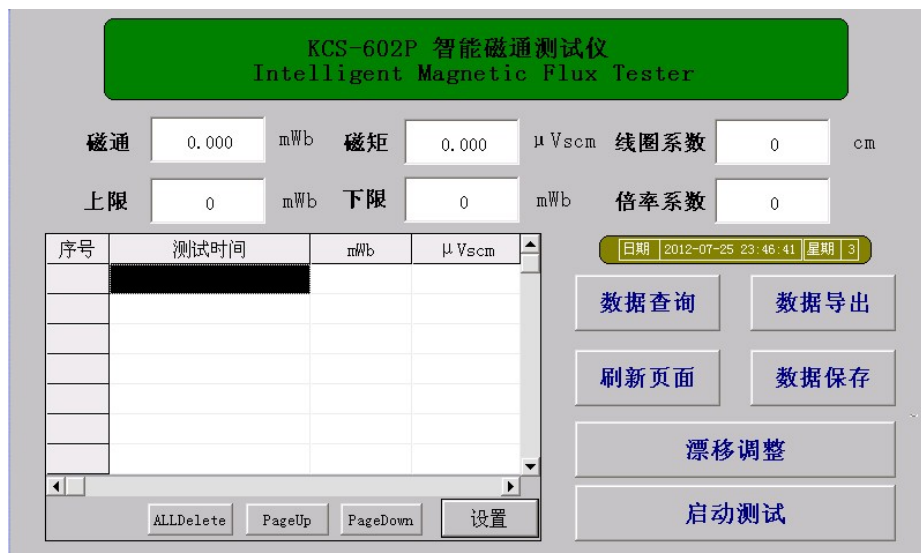 KCS-602P 智能磁通测试仪
Intelligent Magnetic Flux Tester
磁通 0.000 mWb 磁矩 0.000 μVscm 线圈系数 0 cm
上限 0 mWb 下限 0 mWb 倍率系数 0
序号 测试时间 mWb μVscm
日期 2012-07-25 23:46:41 星期 3
数据查询 数据导出
刷新页面 数据保存
漂移调整
ALLDelete PageUp PageDown 设置
启动测试